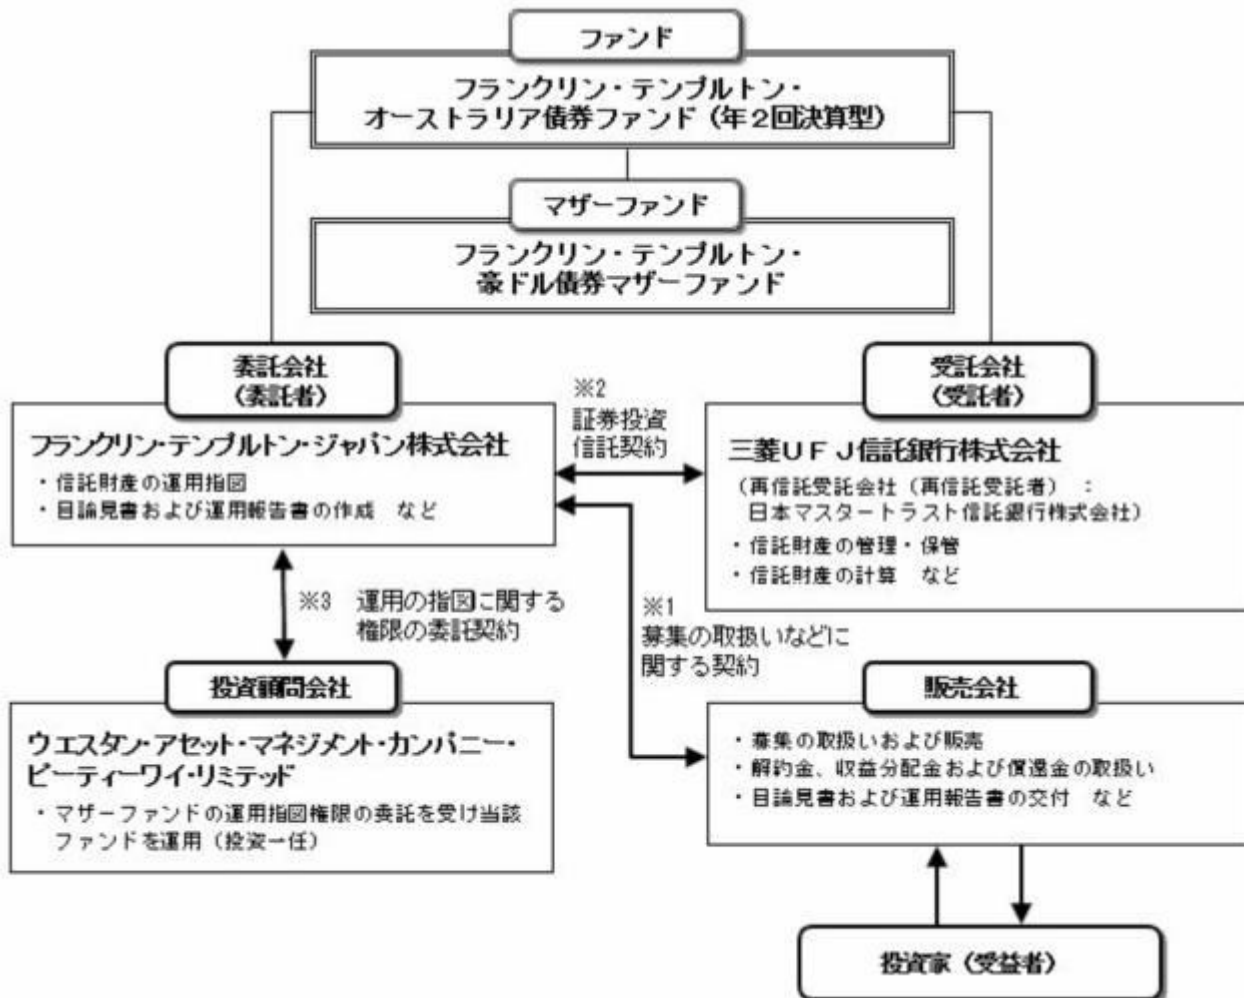 ファンド
フランクリン・テンプルトン・
オーストラリア債券ファンド（年２回決算型）
マザーファンド
フランクリン・テンプルトン・
豪ドル債券マザーファンド
委託会社
（委託者）
フランクリン・テンプルトン・ジャパン株式会社
・信託財産の運用指図
・目論見書および運用報告書の作成　など
※2
証券投資
信託契約
受託会社
（受託者）
三菱ＵＦＪ信託銀行株式会社
（再信託受託会社（再信託受託者）：
日本マスタートラスト信託銀行株式会社）
・信託財産の管理・保管
・信託財産の計算　など
※3　運用の指図に関する
権限の委託契約
※1
募集の取扱いなどに
関する契約
投資顧問会社
ウエスタン・アセット・マネジメント・カンパニー・
ピーティーワイ・リミテッド
・マザーファンドの運用指図権限の委託を受け当該
ファンドを運用（投資一任）
販売会社
・募集の取扱いおよび販売
・解約金、収益分配金および償還金の取扱い
・目論見書および運用報告書の交付　など
投資家（受益者）